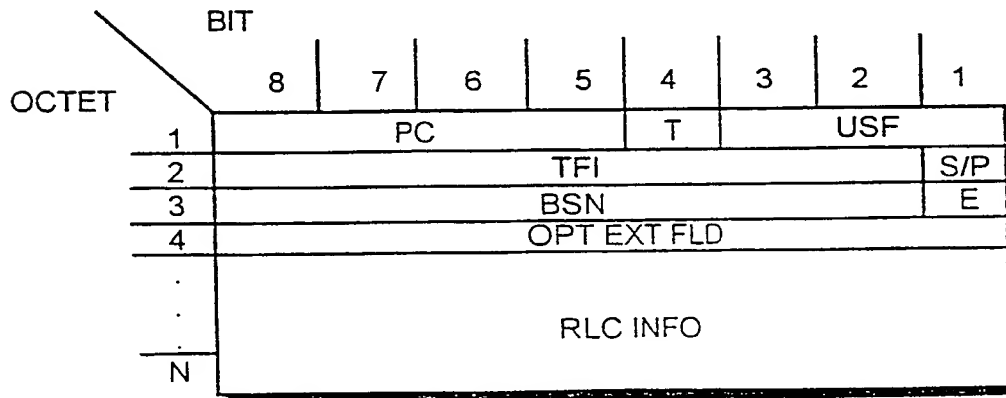 BIT
OCTET
8 7 6 5 4 3 2 1
1 PC T USF
2 TFI S/P
3 BSN E
4 OPT EXT FLD
.
.
.
RLC INFO
N